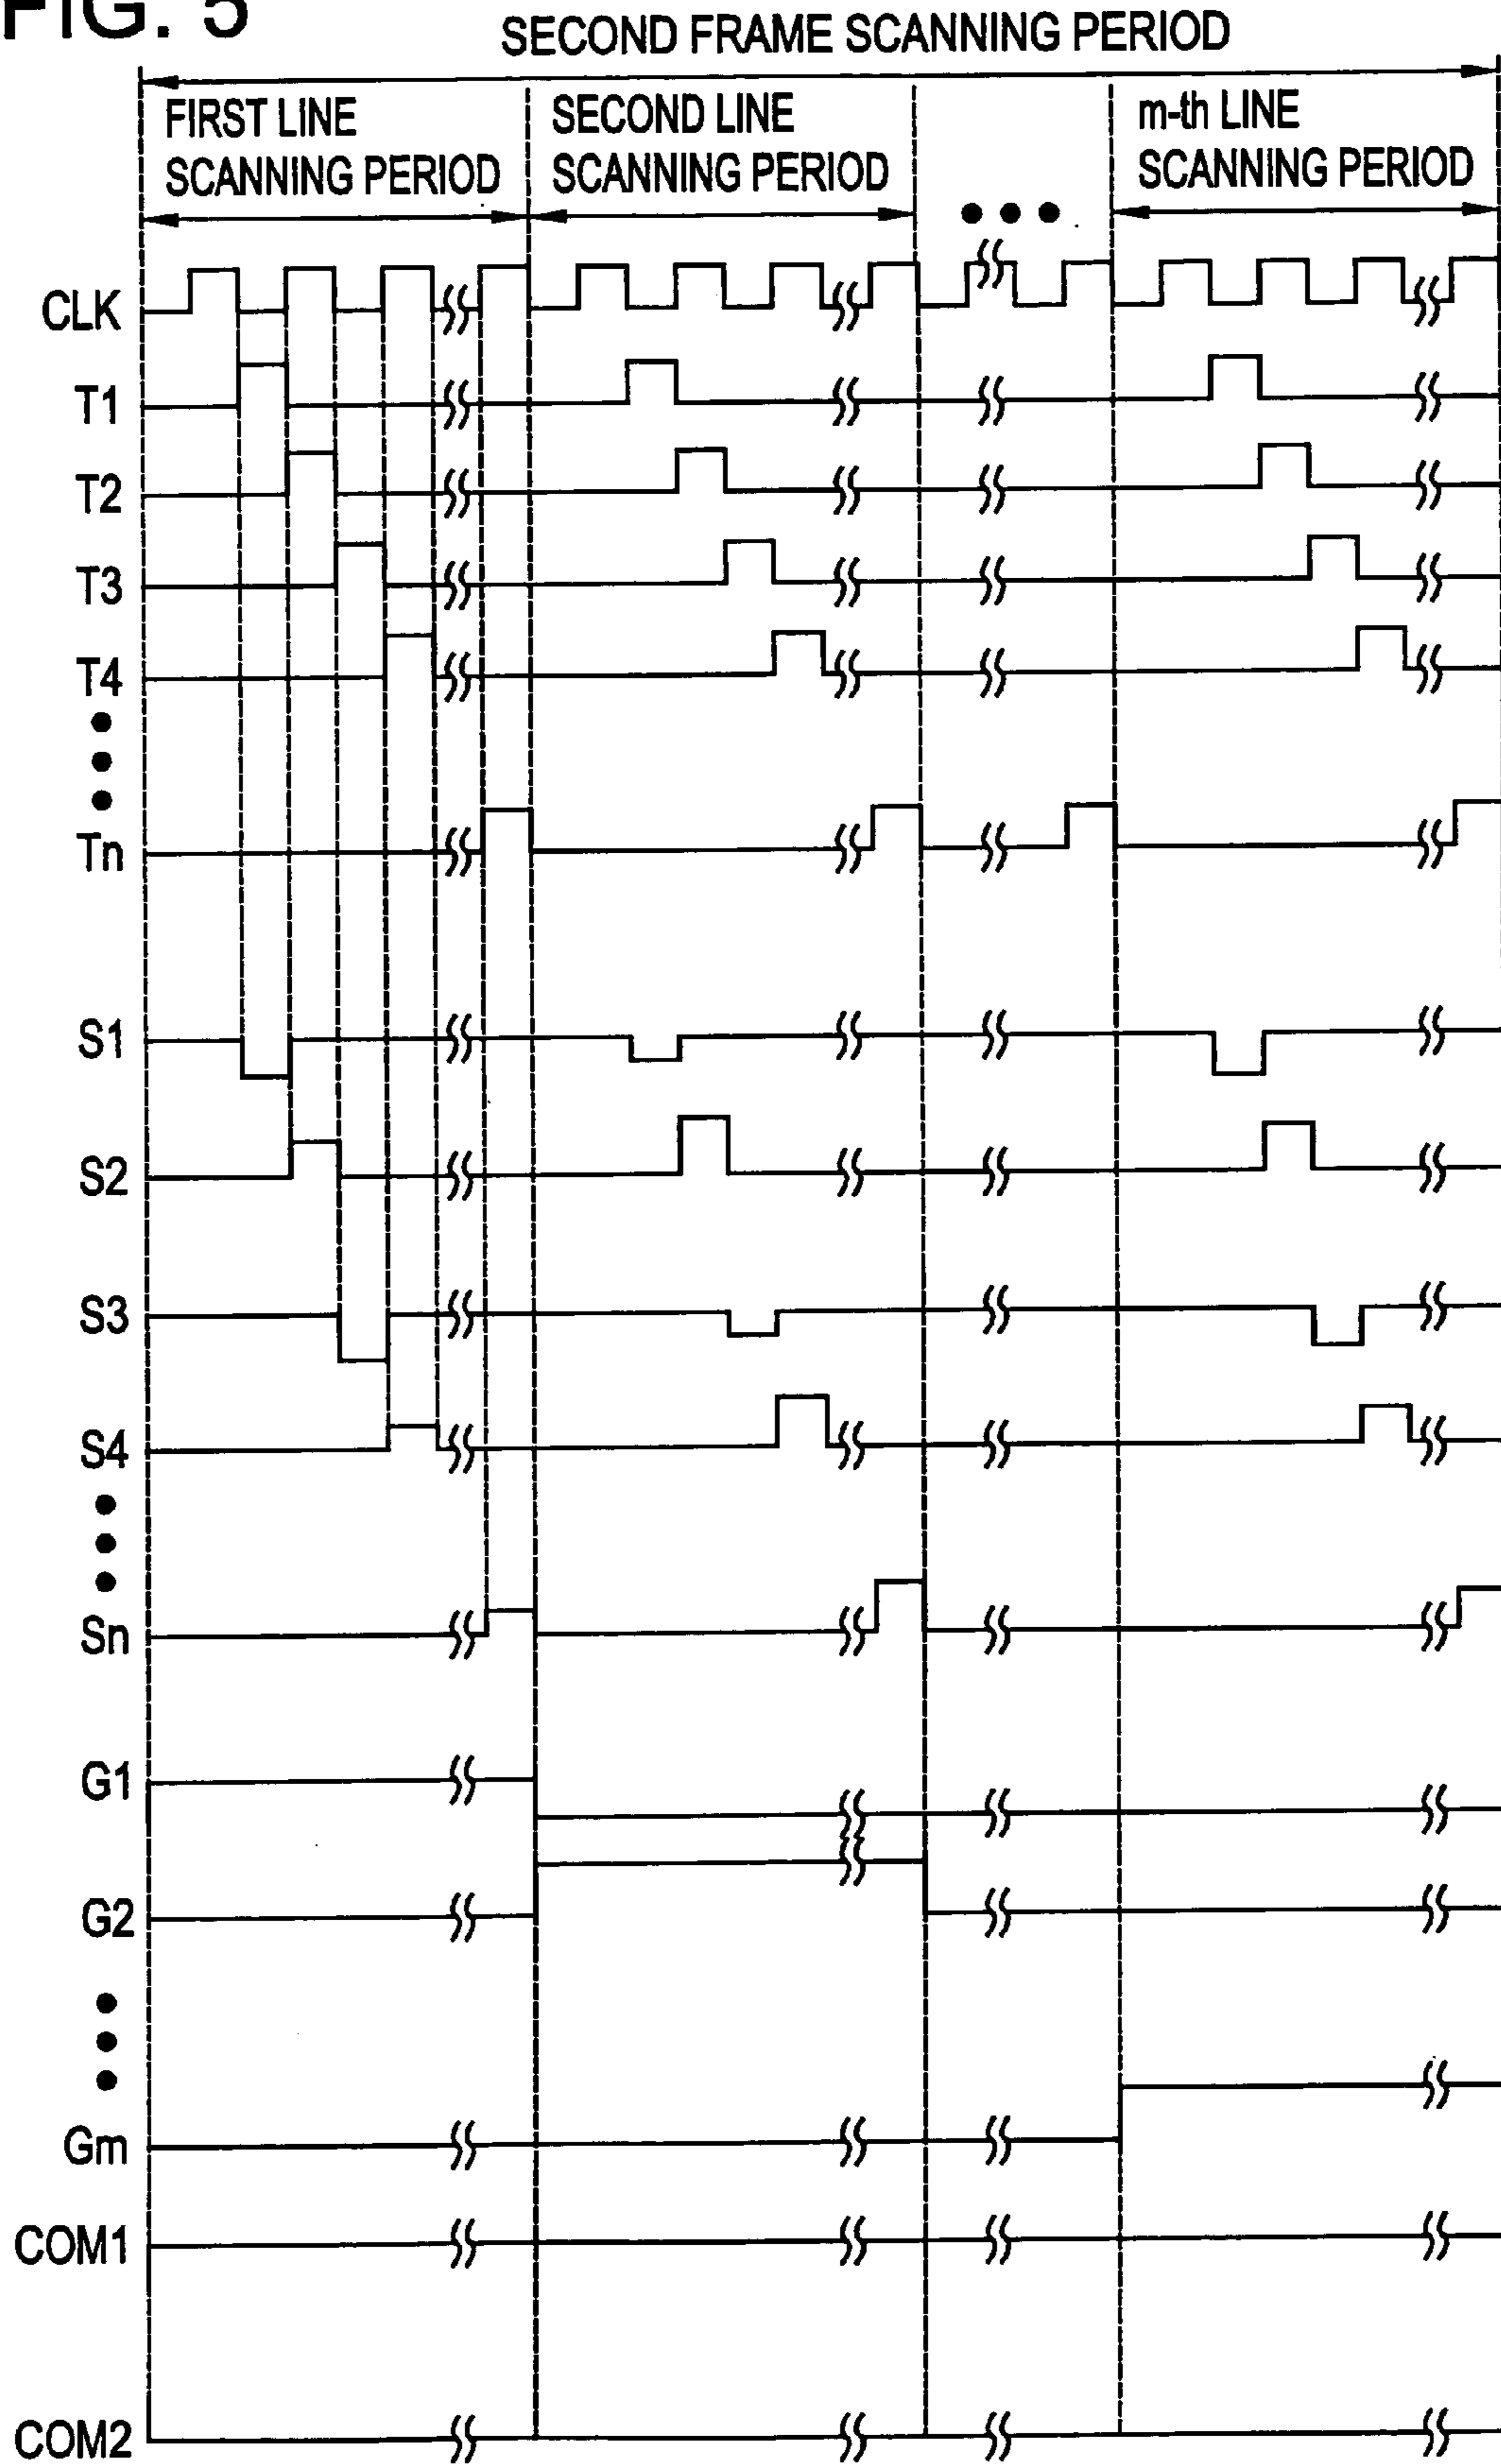 FIG. 5
SECOND FRAME SCANNING PERIOD
FIRST LINE
SCANNING PERIOD
SECOND LINE
SCANNING PERIOD
m-th LINE
SCANNING PERIOD
CLK
T1
T2
T3
T4
Tn
S1
S2
S3
S4
Sn
G1
G2
Gm
COM1
COM2